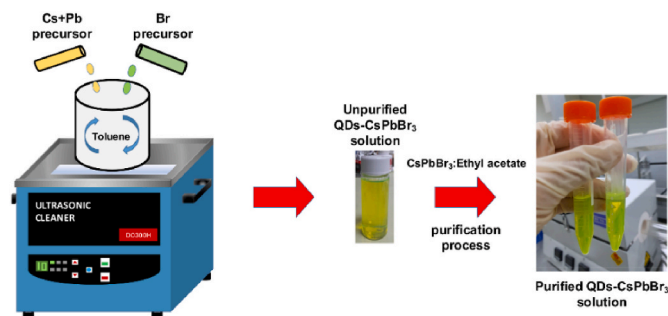 Cs+Pb
precursor
Br
precursor
Toluene
ULTRASONIC
CLEANER
Unpurified
QDs-CsPbBr₃
solution
CsPbBr₃:Ethyl acetate
purification
process
Purified QDs-CsPbBr₃
solution